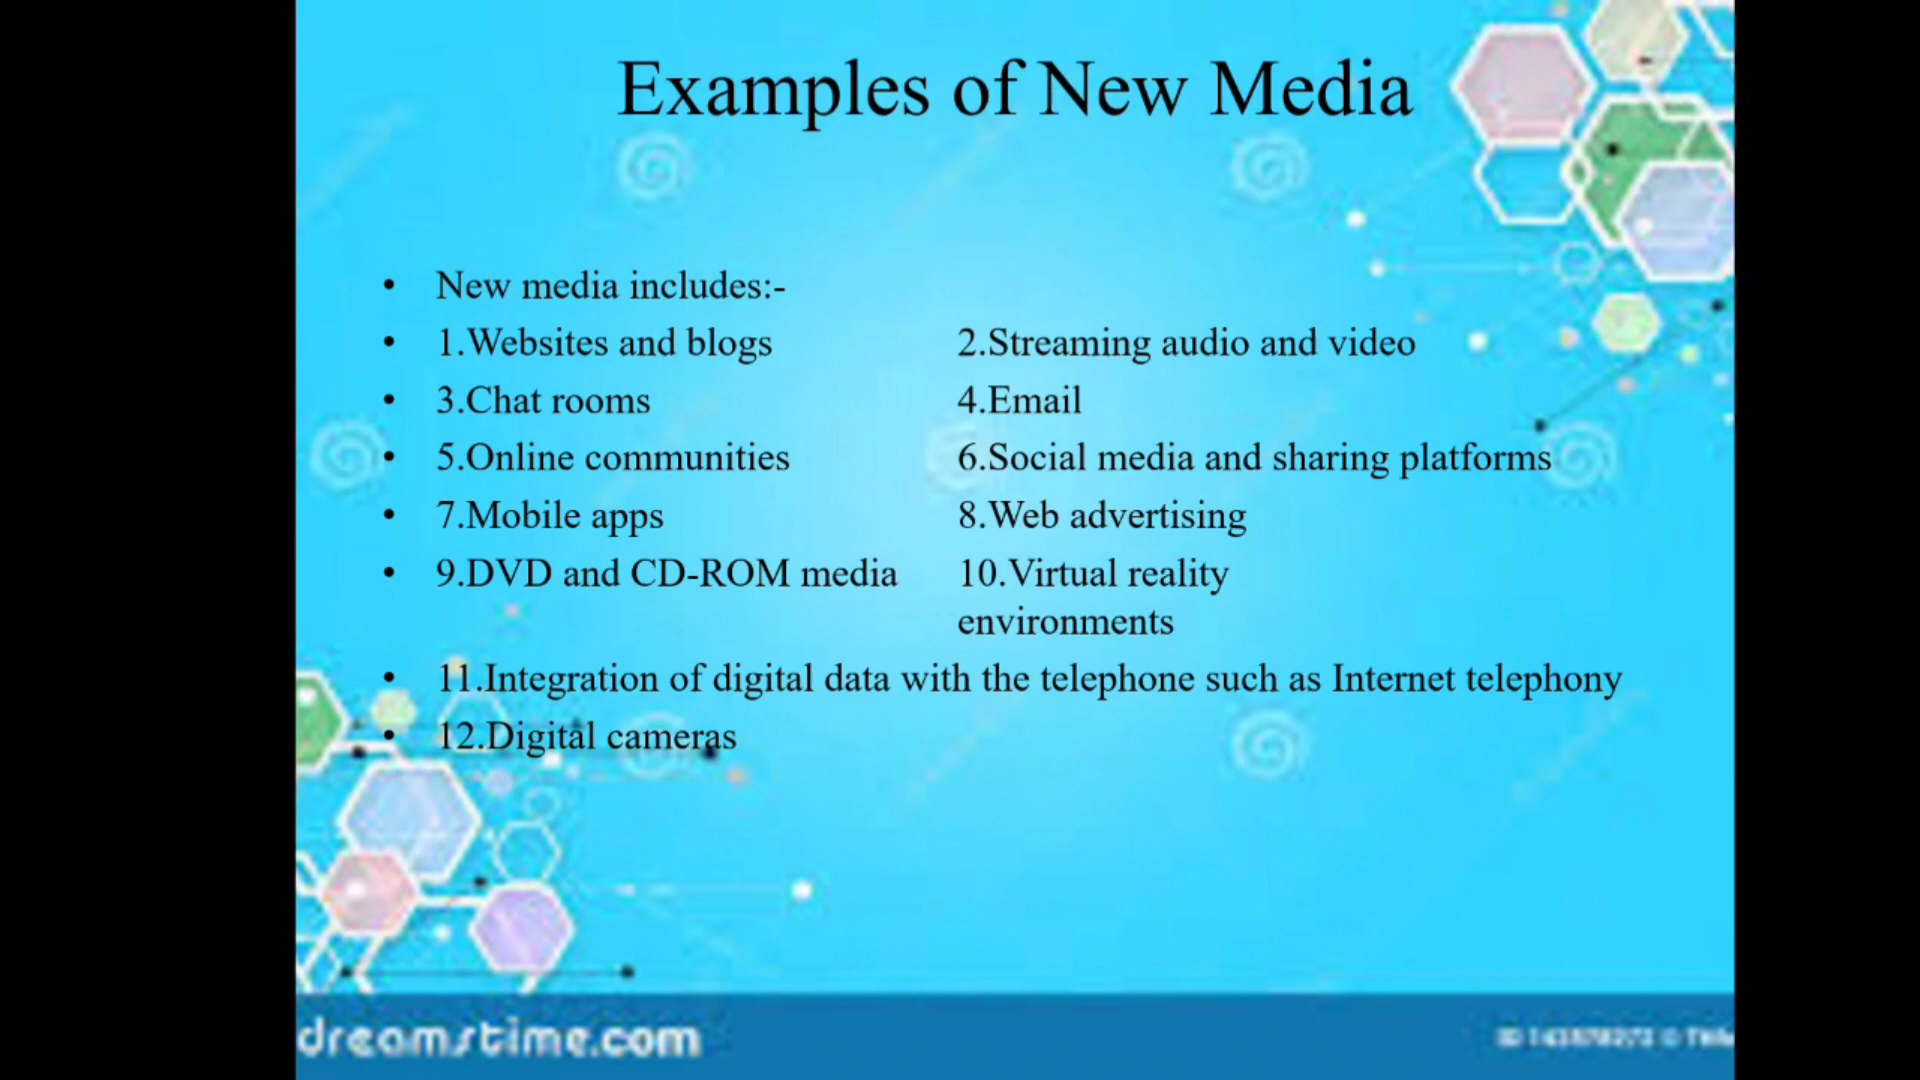 Examples of New Media
• New media includes:-
• 1.Websites and blogs 2.Streaming audio and video
• 3.Chat rooms 4.Email
• 5.Online communities 6.Social media and sharing platforms
• 7.Mobile apps 8.Web advertising
• 9.DVD and CD-ROM media 10.Virtual reality
environments
• 11.Integration of digital data with the telephone such as Internet telephony
• 12.Digital cameras
dreamstime.com